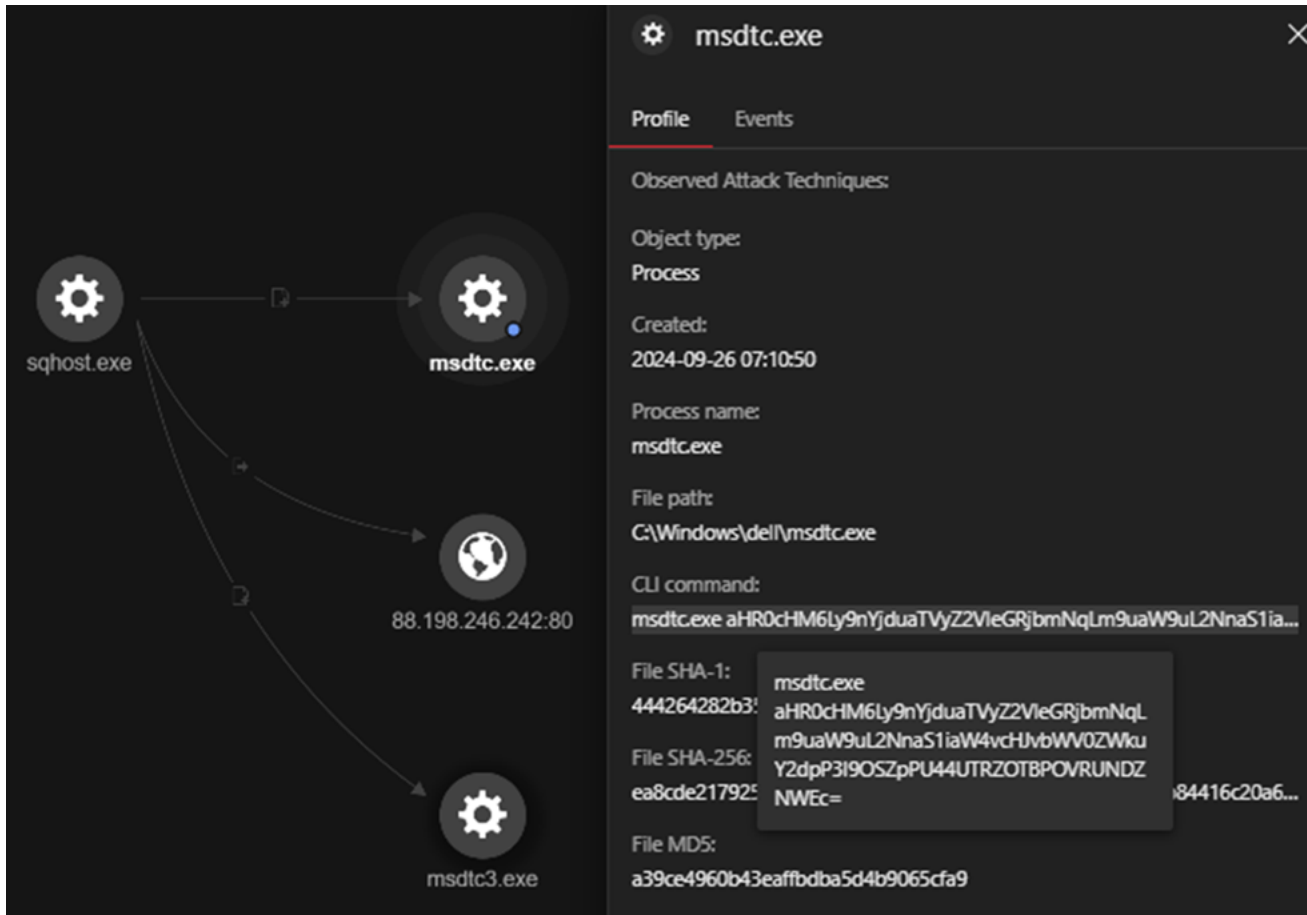 msdtc.exe
Profile
Events
Observed Attack Techniques:
Object type:
Process
Created:
2024-09-26 07:10:50
Process name:
msdtc.exe
File path:
C:\Windows\dell\msdtc.exe
CLI command:
msdtc.exe aHR0cHM6Ly9nYjduaTVyZ2VleGRjbmNqLm9uaW9uL2NnaS1ia...
msdtc.exe
aHR0cHM6Ly9nYjduaTVyZ2VleGRjbmNqL
m9uaW9uL2NnaS1iaW4vcHJvbWV0ZWku
Y2dpP3I9OSZpPU44UTRZOTBPOVRUNDZ
NWEc=
File SHA-1:
444264282b3
File SHA-256:
ea8cde217925
84416c20a6...
File MD5:
a39ce4960b43eaffbdba5d4b9065cfa9
sqhost.exe
msdtc.exe
88.198.246.242:80
msdtc3.exe